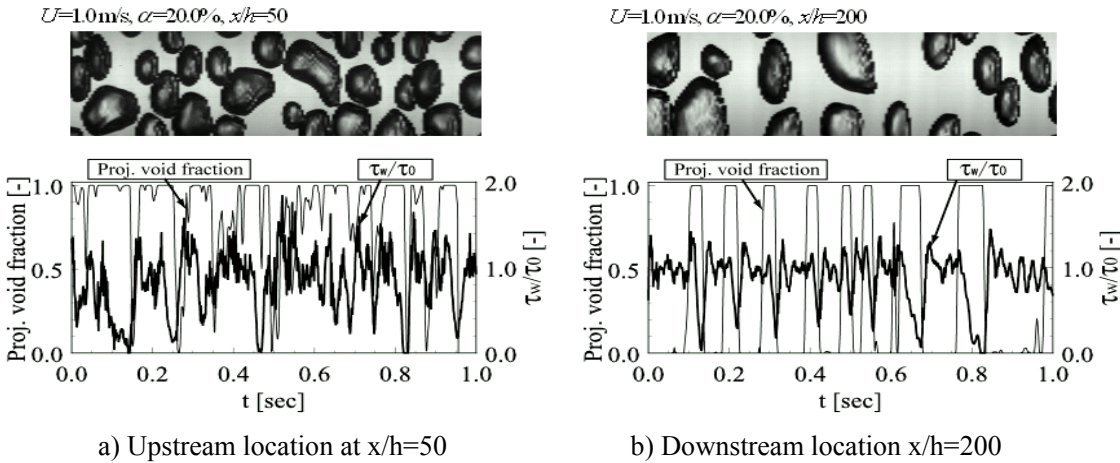 U=1.0 m/s, α=20.0%, x/h=50
U=1.0 m/s, α=20.0%, x/h=200
Proj. void fraction
τw/τ0
Proj. void fraction [-]
1.0
0.5
0.0
2.0
1.0
0.0
τw/τ0 [-]
0.0 0.2 0.4 0.6 0.8 1.0
t [sec]
Proj. void fraction
τw/τ0
Proj. void fraction [-]
1.0
0.5
0.0
2.0
1.0
0.0
τw/τ0 [-]
0.0 0.2 0.4 0.6 0.8 1.0
t [sec]
a) Upstream location at x/h=50
b) Downstream location x/h=200